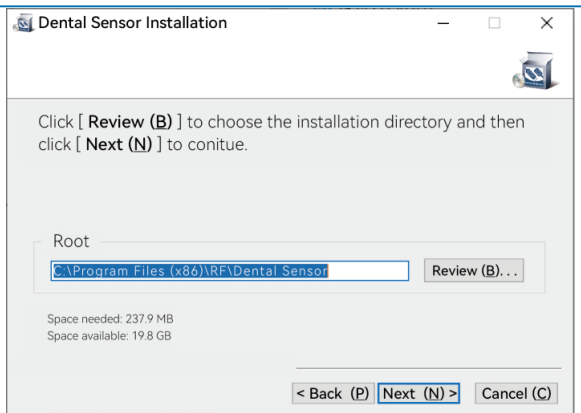 Dental Sensor Installation
Click [ Review (B) ] to choose the installation directory and then
click [ Next (N) ] to conitue.
Root
C:\Program Files (x86)\RF\Dental Sensor
Review (B). . .
Space needed: 237.9 MB
Space available: 19.8 GB
< Back (P) Next (N) > Cancel (C)